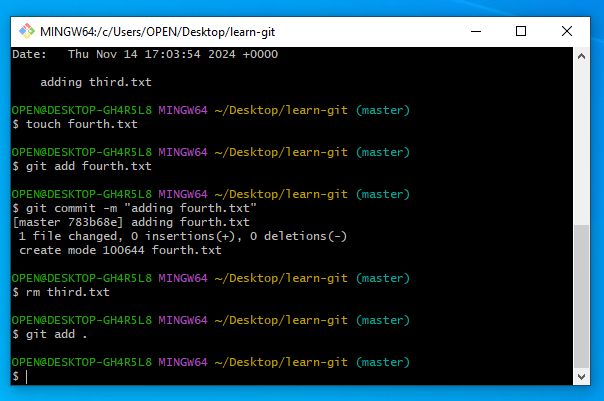 MINGW64:/c/Users/OPEN/Desktop/learn-git
Date:   Thu Nov 14 17:03:54 2024 +0000
    adding third.txt
OPEN@DESKTOP-GH4R5L8 MINGW64 ~/Desktop/learn-git (master)
$ touch fourth.txt
OPEN@DESKTOP-GH4R5L8 MINGW64 ~/Desktop/learn-git (master)
$ git add fourth.txt
OPEN@DESKTOP-GH4R5L8 MINGW64 ~/Desktop/learn-git (master)
$ git commit -m "adding fourth.txt"
[master 783b68e] adding fourth.txt
 1 file changed, 0 insertions(+), 0 deletions(-)
 create mode 100644 fourth.txt
OPEN@DESKTOP-GH4R5L8 MINGW64 ~/Desktop/learn-git (master)
$ rm third.txt
OPEN@DESKTOP-GH4R5L8 MINGW64 ~/Desktop/learn-git (master)
$ git add .
OPEN@DESKTOP-GH4R5L8 MINGW64 ~/Desktop/learn-git (master)
$